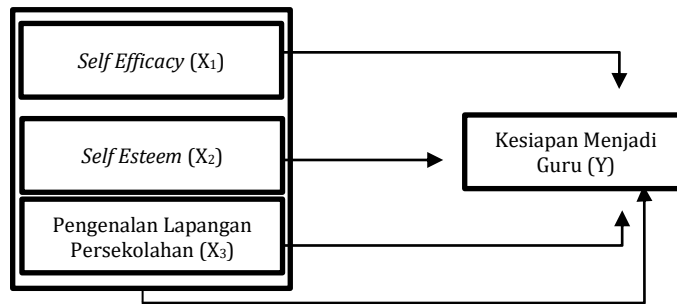 Self Efficacy (X₁)
Self Esteem (X₂)
Pengenalan Lapangan
Persekolahan (X₃)
Kesiapan Menjadi
Guru (Y)